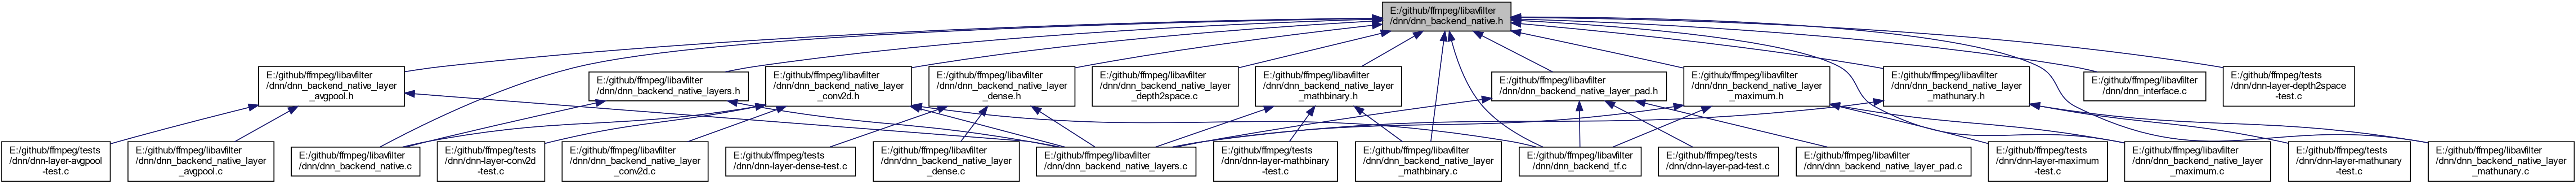 E:/github/ffmpeg/libavfilter
/dnn/dnn_backend_native.h
E:/github/ffmpeg/libavfilter
/dnn/dnn_backend_native_layer
_avgpool.h
E:/github/ffmpeg/libavfilter
/dnn/dnn_backend_native_layers.h
E:/github/ffmpeg/libavfilter
/dnn/dnn_backend_native_layer
_conv2d.h
E:/github/ffmpeg/libavfilter
/dnn/dnn_backend_native_layer
_dense.h
E:/github/ffmpeg/libavfilter
/dnn/dnn_backend_native_layer
_depth2space.c
E:/github/ffmpeg/libavfilter
/dnn/dnn_backend_native_layer
_mathbinary.h
E:/github/ffmpeg/libavfilter
/dnn/dnn_backend_native_layer_pad.h
E:/github/ffmpeg/libavfilter
/dnn/dnn_backend_native_layer
_maximum.h
E:/github/ffmpeg/libavfilter
/dnn/dnn_backend_native_layer
_mathunary.h
E:/github/ffmpeg/libavfilter
/dnn/dnn_interface.c
E:/github/ffmpeg/tests
/dnn/dnn-layer-depth2space
-test.c
E:/github/ffmpeg/tests
/dnn/dnn-layer-avgpool
-test.c
E:/github/ffmpeg/libavfilter
/dnn/dnn_backend_native_layer
_avgpool.c
E:/github/ffmpeg/libavfilter
/dnn/dnn_backend_native.c
E:/github/ffmpeg/tests
/dnn/dnn-layer-conv2d
-test.c
E:/github/ffmpeg/libavfilter
/dnn/dnn_backend_native_layer
_conv2d.c
E:/github/ffmpeg/tests
/dnn/dnn-layer-dense-test.c
E:/github/ffmpeg/libavfilter
/dnn/dnn_backend_native_layer
_dense.c
E:/github/ffmpeg/libavfilter
/dnn/dnn_backend_native_layers.c
E:/github/ffmpeg/tests
/dnn/dnn-layer-mathbinary
-test.c
E:/github/ffmpeg/libavfilter
/dnn/dnn_backend_native_layer
_mathbinary.c
E:/github/ffmpeg/libavfilter
/dnn/dnn_backend_tf.c
E:/github/ffmpeg/tests
/dnn/dnn-layer-pad-test.c
E:/github/ffmpeg/libavfilter
/dnn/dnn_backend_native_layer_pad.c
E:/github/ffmpeg/tests
/dnn/dnn-layer-maximum
-test.c
E:/github/ffmpeg/libavfilter
/dnn/dnn_backend_native_layer
_maximum.c
E:/github/ffmpeg/tests
/dnn/dnn-layer-mathunary
-test.c
E:/github/ffmpeg/libavfilter
/dnn/dnn_backend_native_layer
_mathunary.c